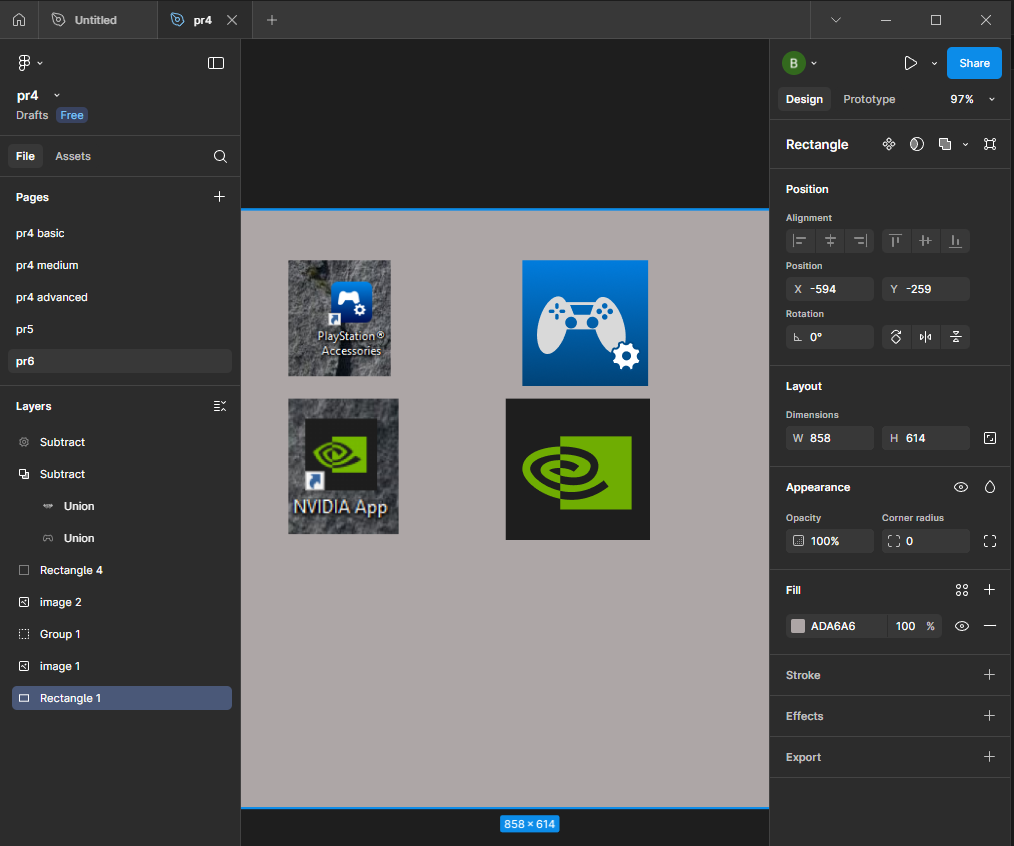 Untitled
pr4
B
Share
pr4
Drafts
Free
Design
Prototype
97%
File
Assets
Rectangle
Pages
pr4 basic
pr4 medium
pr4 advanced
pr5
pr6
Layers
Subtract
Subtract
Union
Union
Rectangle 4
image 2
Group 1
image 1
Rectangle 1
PlayStation®
Accessories
NVIDIA App
858 × 614
Position
Alignment
Position
X -594
Y -259
Rotation
0°
Layout
Dimensions
W 858
H 614
Appearance
Opacity
Corner radius
100%
0
Fill
ADA6A6
100 %
Stroke
Effects
Export